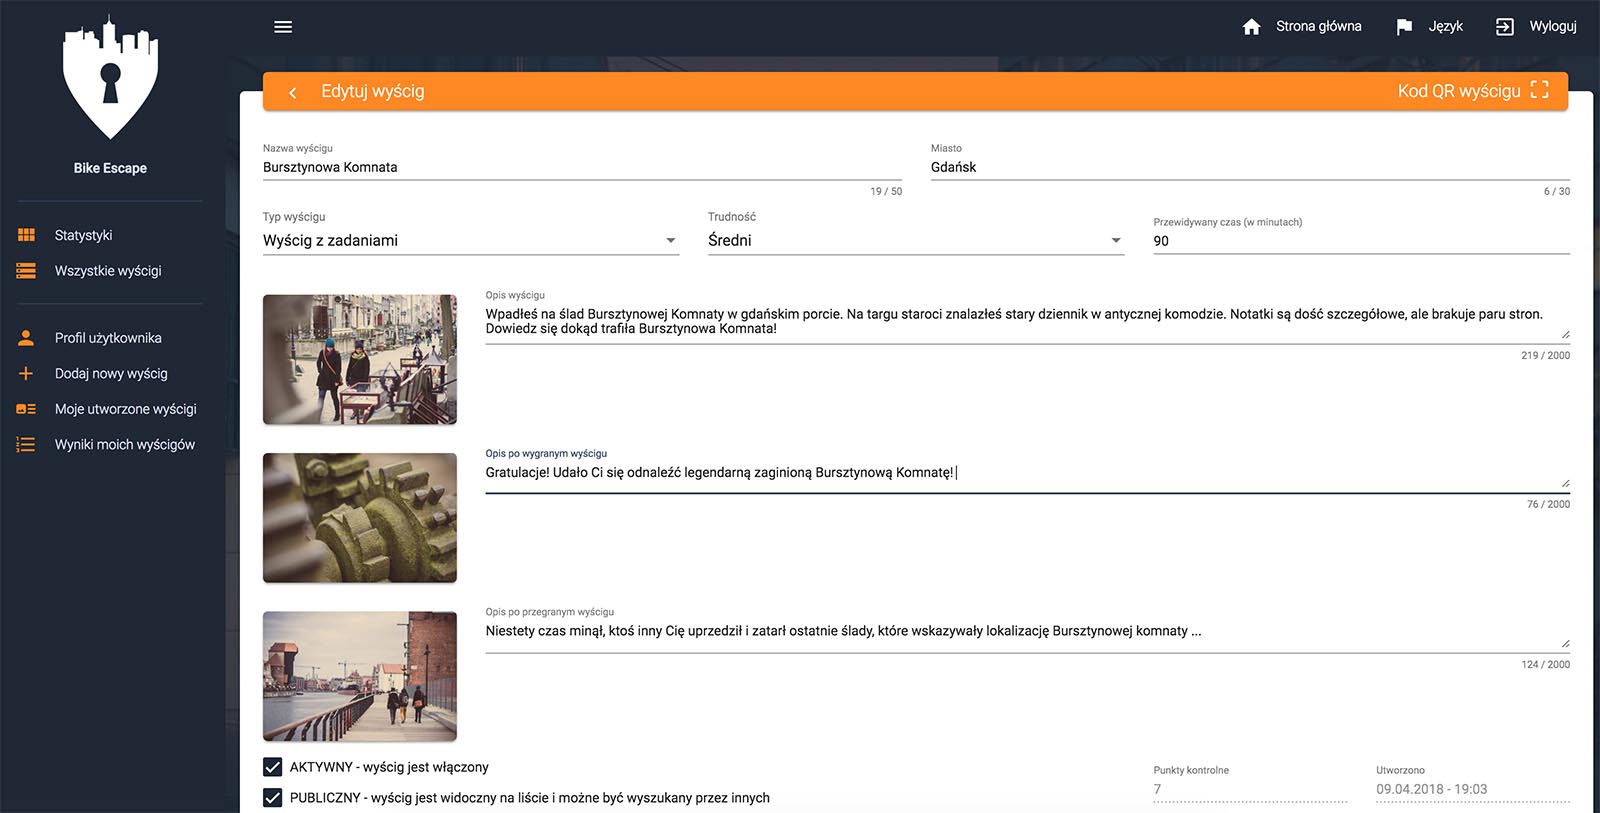 Strona główna
Język
Wyloguj
Bike Escape
Statystyki
Wszystkie wyścigi
Profil użytkownika
Dodaj nowy wyścig
Moje utworzone wyścigi
Wyniki moich wyścigów
Edytuj wyścig
Kod QR wyścigu
Nazwa wyścigu
Bursztynowa Komnata
19 / 50
Miasto
Gdańsk
6 / 30
Typ wyścigu
Wyścig z zadaniami
Trudność
Średni
Przewidywany czas (w minutach)
90
Opis wyścigu
Wpadłeś na ślad Bursztynowej Komnaty w gdańskim porcie. Na targu staroci znalazłeś stary dziennik w antycznej komodzie. Notatki są dość szczegółowe, ale brakuje paru stron.
Dowiedz się dokąd trafiła Bursztynowa Komnata!
219 / 2000
Opis po wygranym wyścigu
Gratulacje! Udało Ci się odnaleźć legendarną zaginioną Bursztynową Komnatę!
76 / 2000
Opis po przegranym wyścigu
Niestety czas minął, ktoś inny Cię uprzedził i zatarł ostatnie ślady, które wskazywały lokalizację Bursztynowej komnaty ...
124 / 2000
AKTYWNY - wyścig jest włączony
PUBLICZNY - wyścig jest widoczny na liście i możne być wyszukany przez innych
Punkty kontrolne
7
Utworzono
09.04.2018 - 19:03